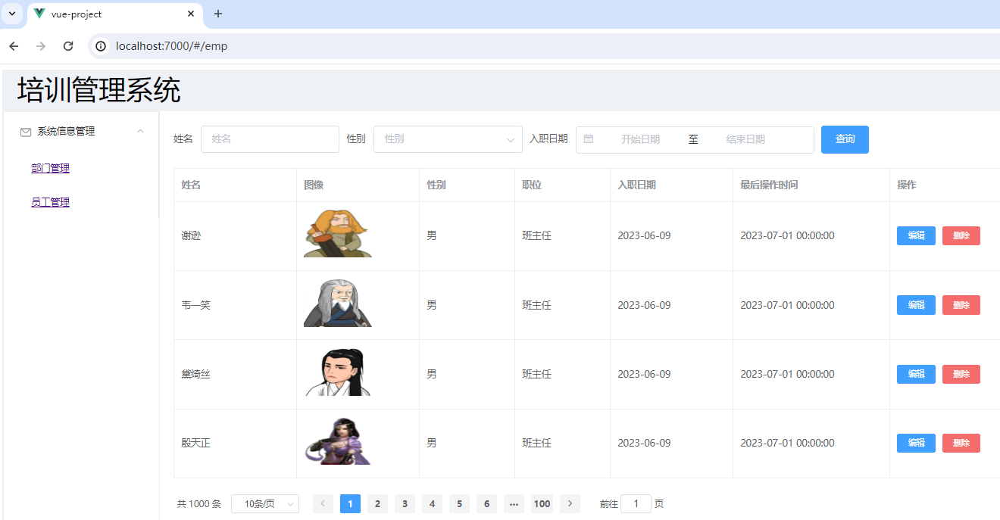 vue-project
localhost:7000/#/emp
培训管理系统
系统信息管理
部门管理
员工管理
姓名 姓名 性别 性别 入职日期 开始日期 至 结束日期 查询
姓名 图像 性别 职位 入职日期 最后操作时间 操作
谢逊 男 班主任 2023-06-09 2023-07-01 00:00:00 编辑 删除
韦一笑 男 班主任 2023-06-09 2023-07-01 00:00:00 编辑 删除
黛绮丝 男 班主任 2023-06-09 2023-07-01 00:00:00 编辑 删除
殷天正 男 班主任 2023-06-09 2023-07-01 00:00:00 编辑 删除
共 1000 条 10条/页 1 2 3 4 5 6 ··· 100 前往 1 页